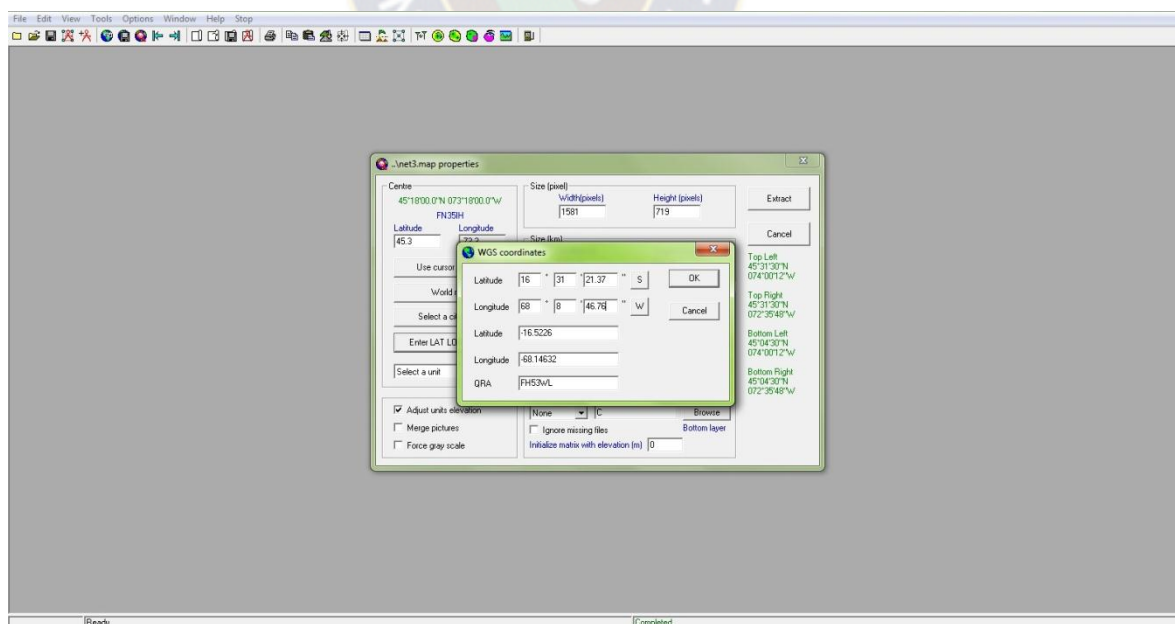 File Edit View Tools Options Window Help Stop
..\net3.map properties
Centre
45°18'00.0"N 073°18'00.0"W
FN35IH
Latitude Longitude
45.3
Use cursor
Select a
Enter LAT LO
Select a unit
Size (pixel)
Width(pixels) Height (pixels)
1581 719
Size (km)
Extract
Cancel
Top Left
45°31'30"N
074°00'12"W
Top Right
45°31'30"N
072°35'48"W
Bottom Left
45°04'30"N
074°00'12"W
Bottom Right
45°04'30"N
072°35'48"W
WGS coordinates
Latitude 16 ° 31 ' 21.37 " S OK
Longitude 68 ° 8 ' 46.76 " W Cancel
Latitude -16.5226
Longitude -68.14632
QRA FH53WL
Adjust units elevation
Merge pictures
Force gray scale
None C Browse
Ignore missing files Bottom layer
Initialize matrix with elevation (m) 0
Ready Completed